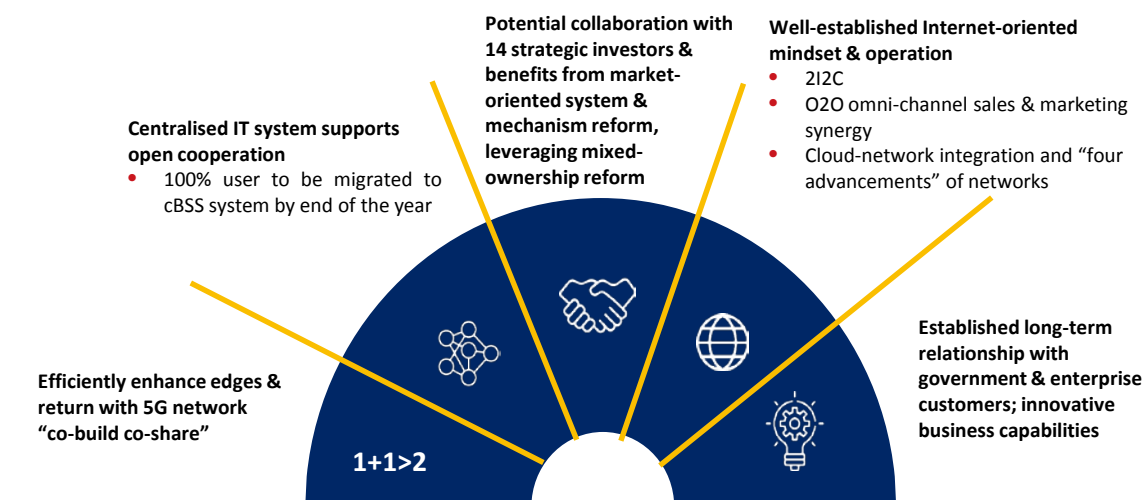 Efficiently enhance edges &
return with 5G network
“co-build co-share”
1+1>2
Centralised IT system supports
open cooperation
• 100% user to be migrated to
cBSS system by end of the year
Potential collaboration with
14 strategic investors &
benefits from market-
oriented system &
mechanism reform,
leveraging mixed-
ownership reform
Well-established Internet-oriented
mindset & operation
• 2I2C
• O2O omni-channel sales & marketing
synergy
• Cloud-network integration and “four
advancements” of networks
Established long-term
relationship with
government & enterprise
customers; innovative
business capabilities